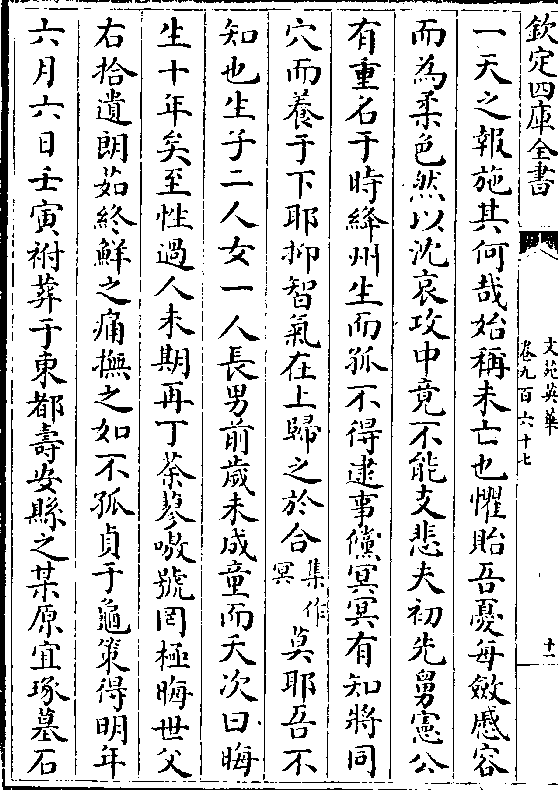 欽定四庫全書
文苑英華
卷九百六十七
十一
一天之報施其何哉始稱未亡也懼貽吾憂每斂慼容
而為柔色然以沈哀攻中竟不能支悲夫初先舅憲公
有重名于時絳州生而孤不得逮事儻冥冥有知將同
穴而養于下耶抑智氣在上歸之於合集作冥莫耶吾不
知也生子二人女一人長男前歲未成童而夭次曰晦
生十年矣至性過人未期再丁荼蓼嗷號罔極晦世父
右拾遺朗茹終鮮之痛撫之如不孤貞于龜筴得明年
六月六日壬寅祔葬于東都壽安縣之某原宜琢墓石